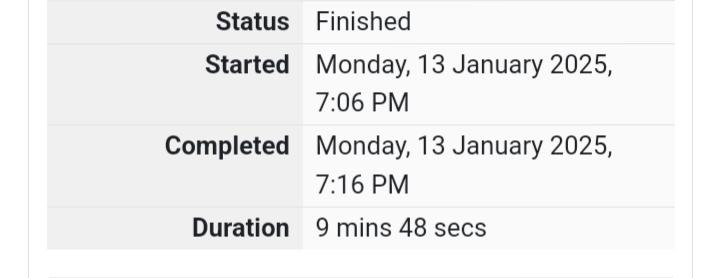 Status Finished
Started Monday, 13 January 2025,
7:06 PM
Completed Monday, 13 January 2025,
7:16 PM
Duration 9 mins 48 secs